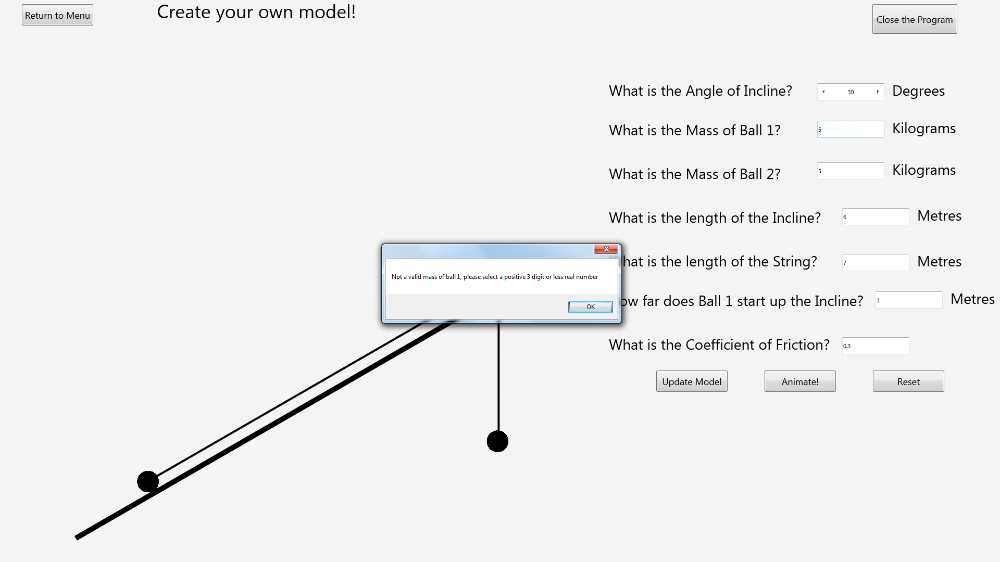 Return to Menu
Create your own model!
Close the Program
What is the Angle of Incline? 30 Degrees
What is the Mass of Ball 1? 5 Kilograms
What is the Mass of Ball 2? 5 Kilograms
What is the length of the Incline? 6 Metres
hat is the length of the String? 7 Metres
Not a valid mass of ball 1, please select a positive 3 digit or less real number
OK
ow far does Ball 1 start up the Incline? 1 Metres
What is the Coefficient of Friction? 0.3
Update Model Animate! Reset